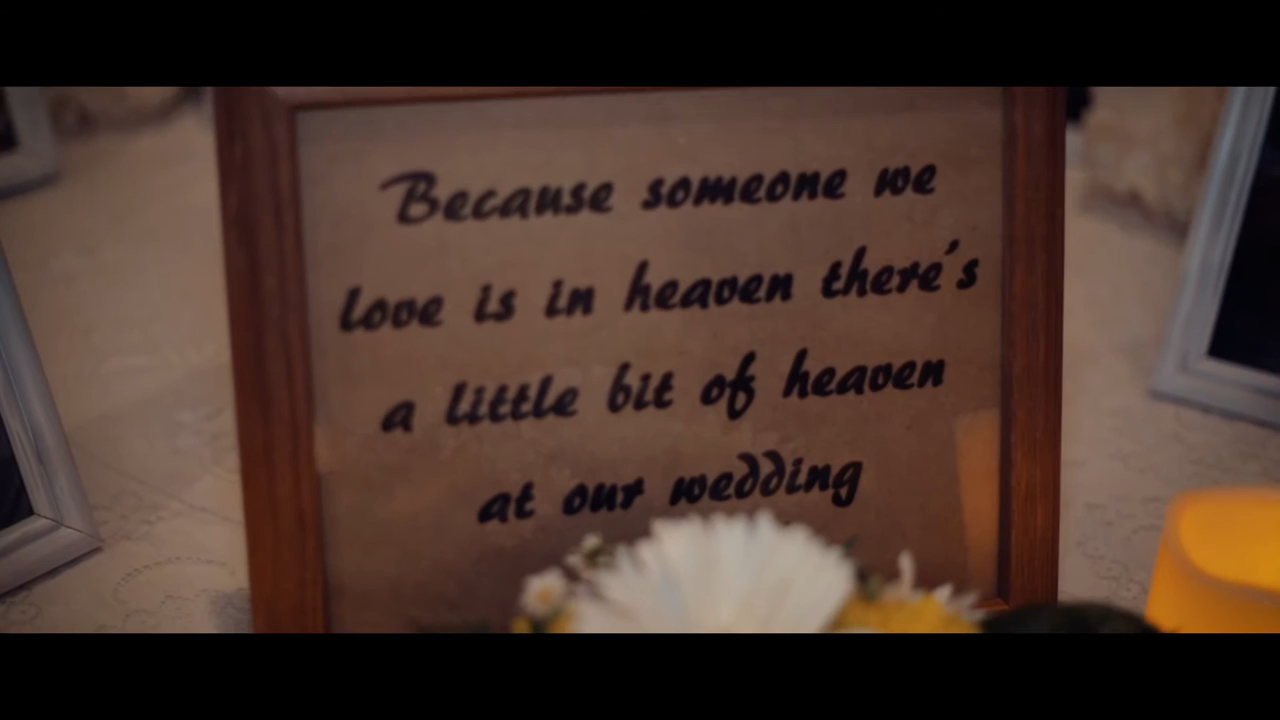 Because someone we
love is in heaven there's
a little bit of heaven
at our wedding